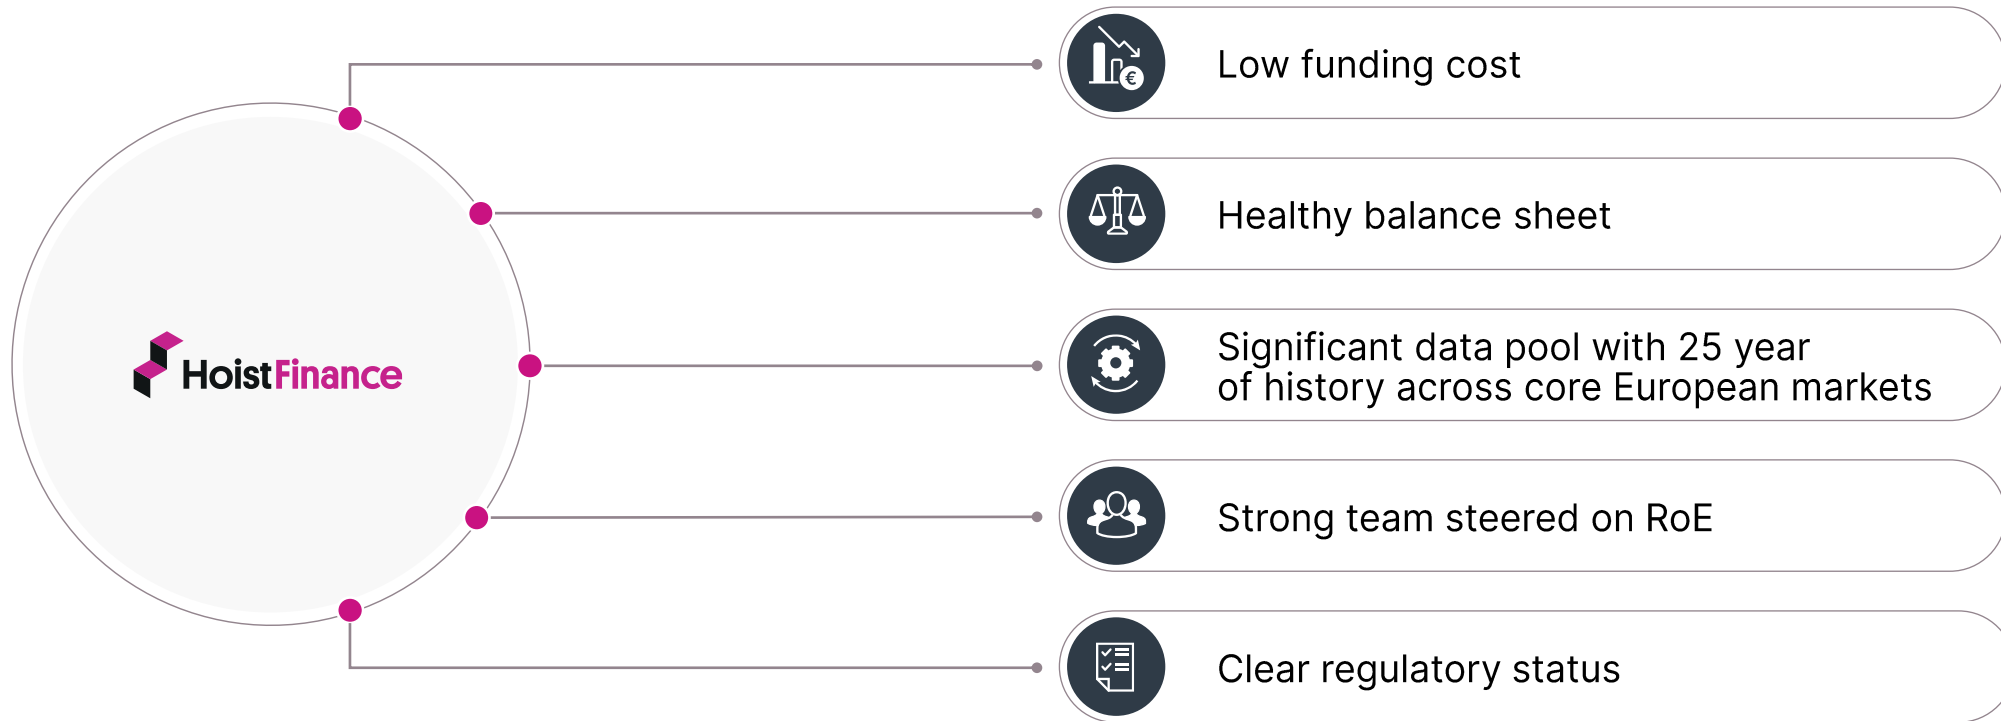 Low funding cost
Healthy balance sheet
Significant data pool with 25 year
of history across core European markets
HoistFinance
Strong team steered on RoE
Clear regulatory status